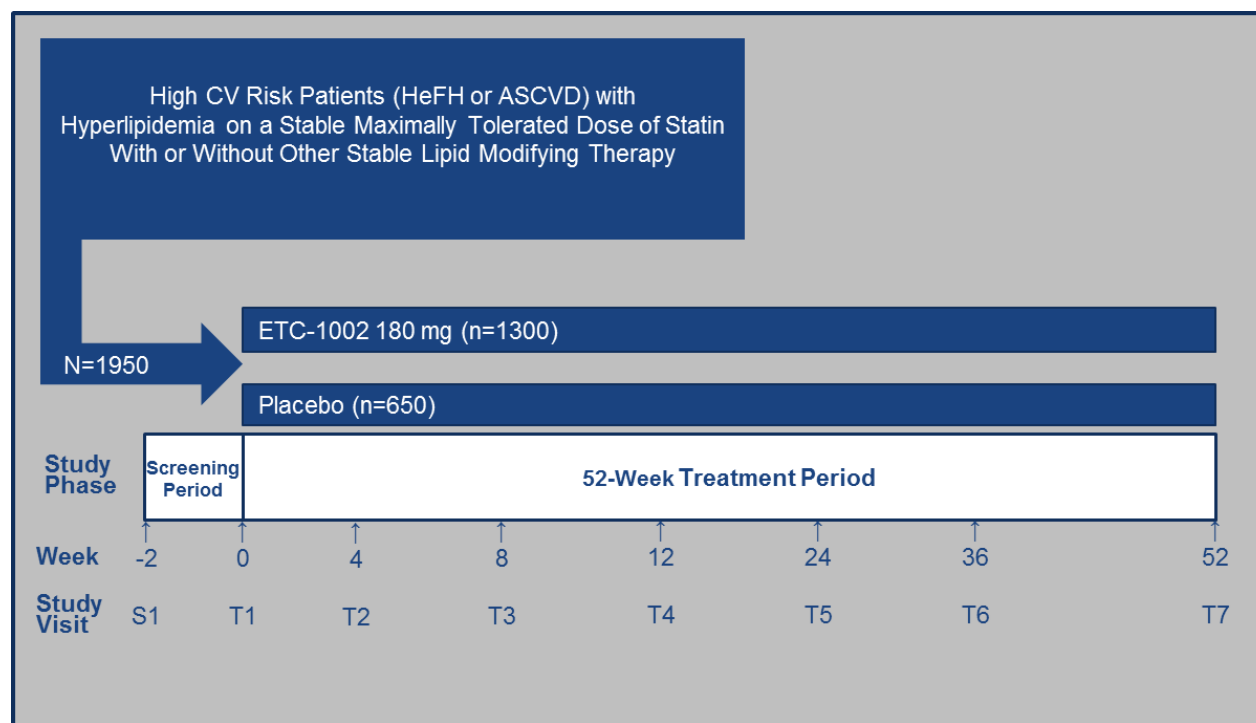 High CV Risk Patients (HeFH or ASCVD) with
Hyperlipidemia on a Stable Maximally Tolerated Dose of Statin
With or Without Other Stable Lipid Modifying Therapy
ETC-1002 180 mg (n=1300)
N=1950
Placebo (n=650)
Study
Phase
Screening
Period
52-Week Treatment Period
Week -2 0 4 8 12 24 36 52
Study
Visit
S1 T1 T2 T3 T4 T5 T6 T7